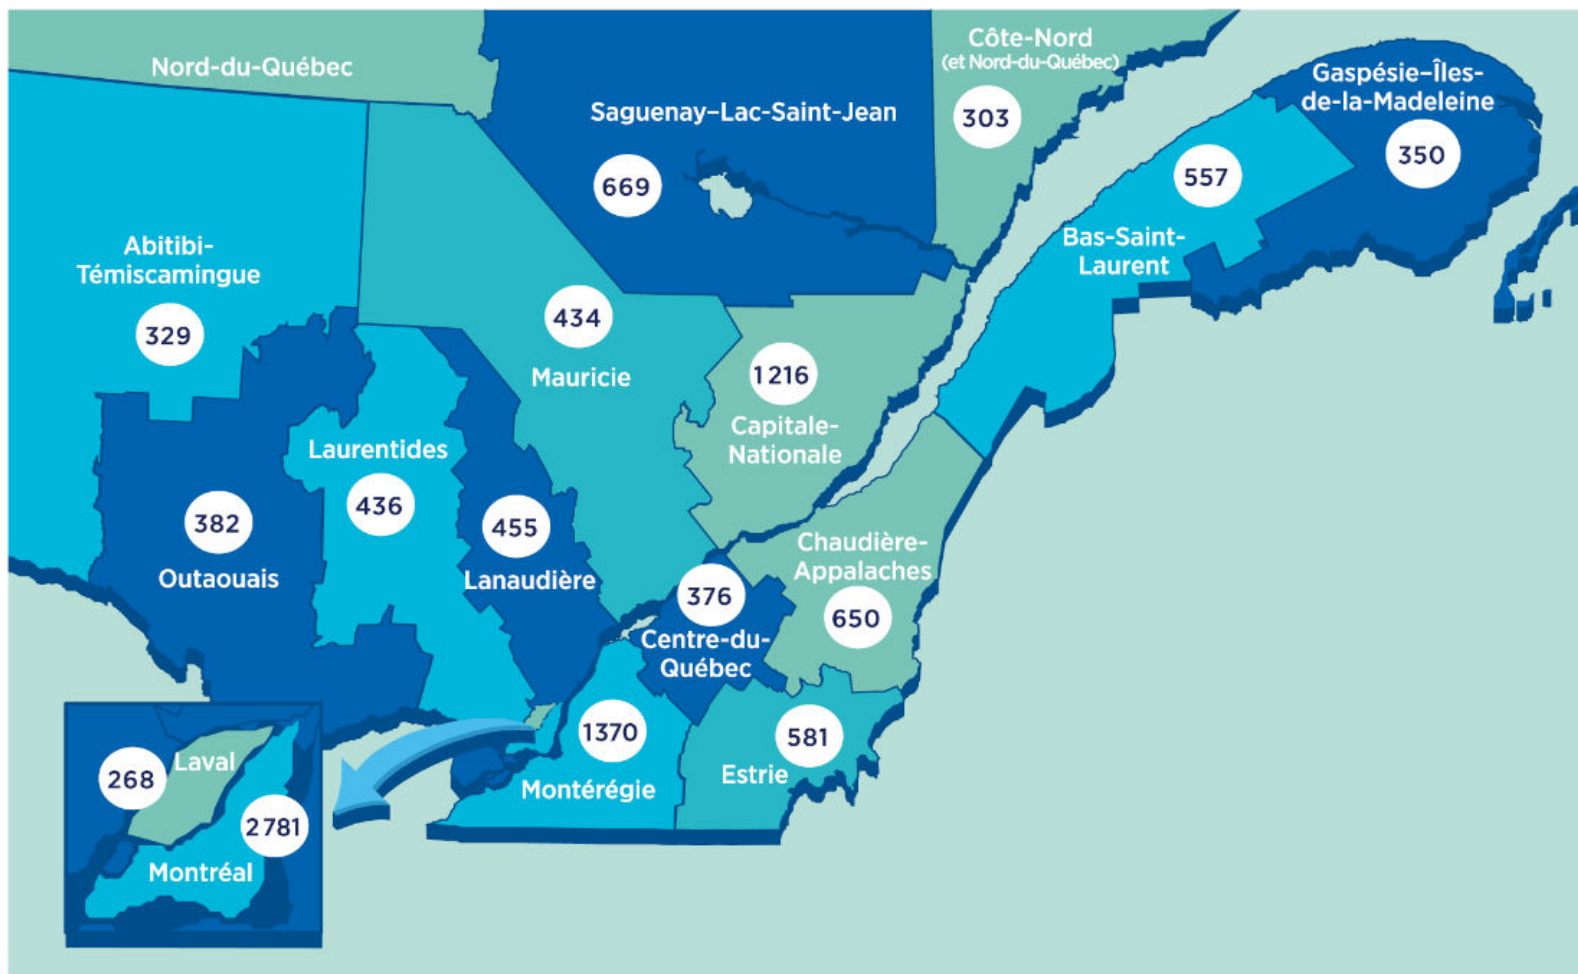 Nord-du-Québec
Côte-Nord
(et Nord-du-Québec)
303
Gaspésie–Îles-
de-la-Madeleine
350
Saguenay–Lac-Saint-Jean
669
557
Bas-Saint-
Laurent
Abitibi-
Témiscamingue
329
434
Mauricie
1 216
Capitale-
Nationale
Laurentides
436
382
Outaouais
455
Lanaudière
Chaudière-
Appalaches
650
376
Centre-du-
Québec
1370
Montérégie
581
Estrie
Laval
268
2781
Montréal